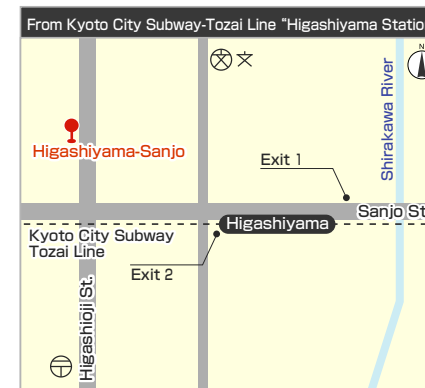 From Kyoto City Subway-Tozai Line "Higashiyama Statio
N
文
Shirakawa River
Higashiyama-Sanjo
Exit 1
Sanjo St
Higashiyama
Kyoto City Subway
Tozai Line
Exit 2
Higashioji St.